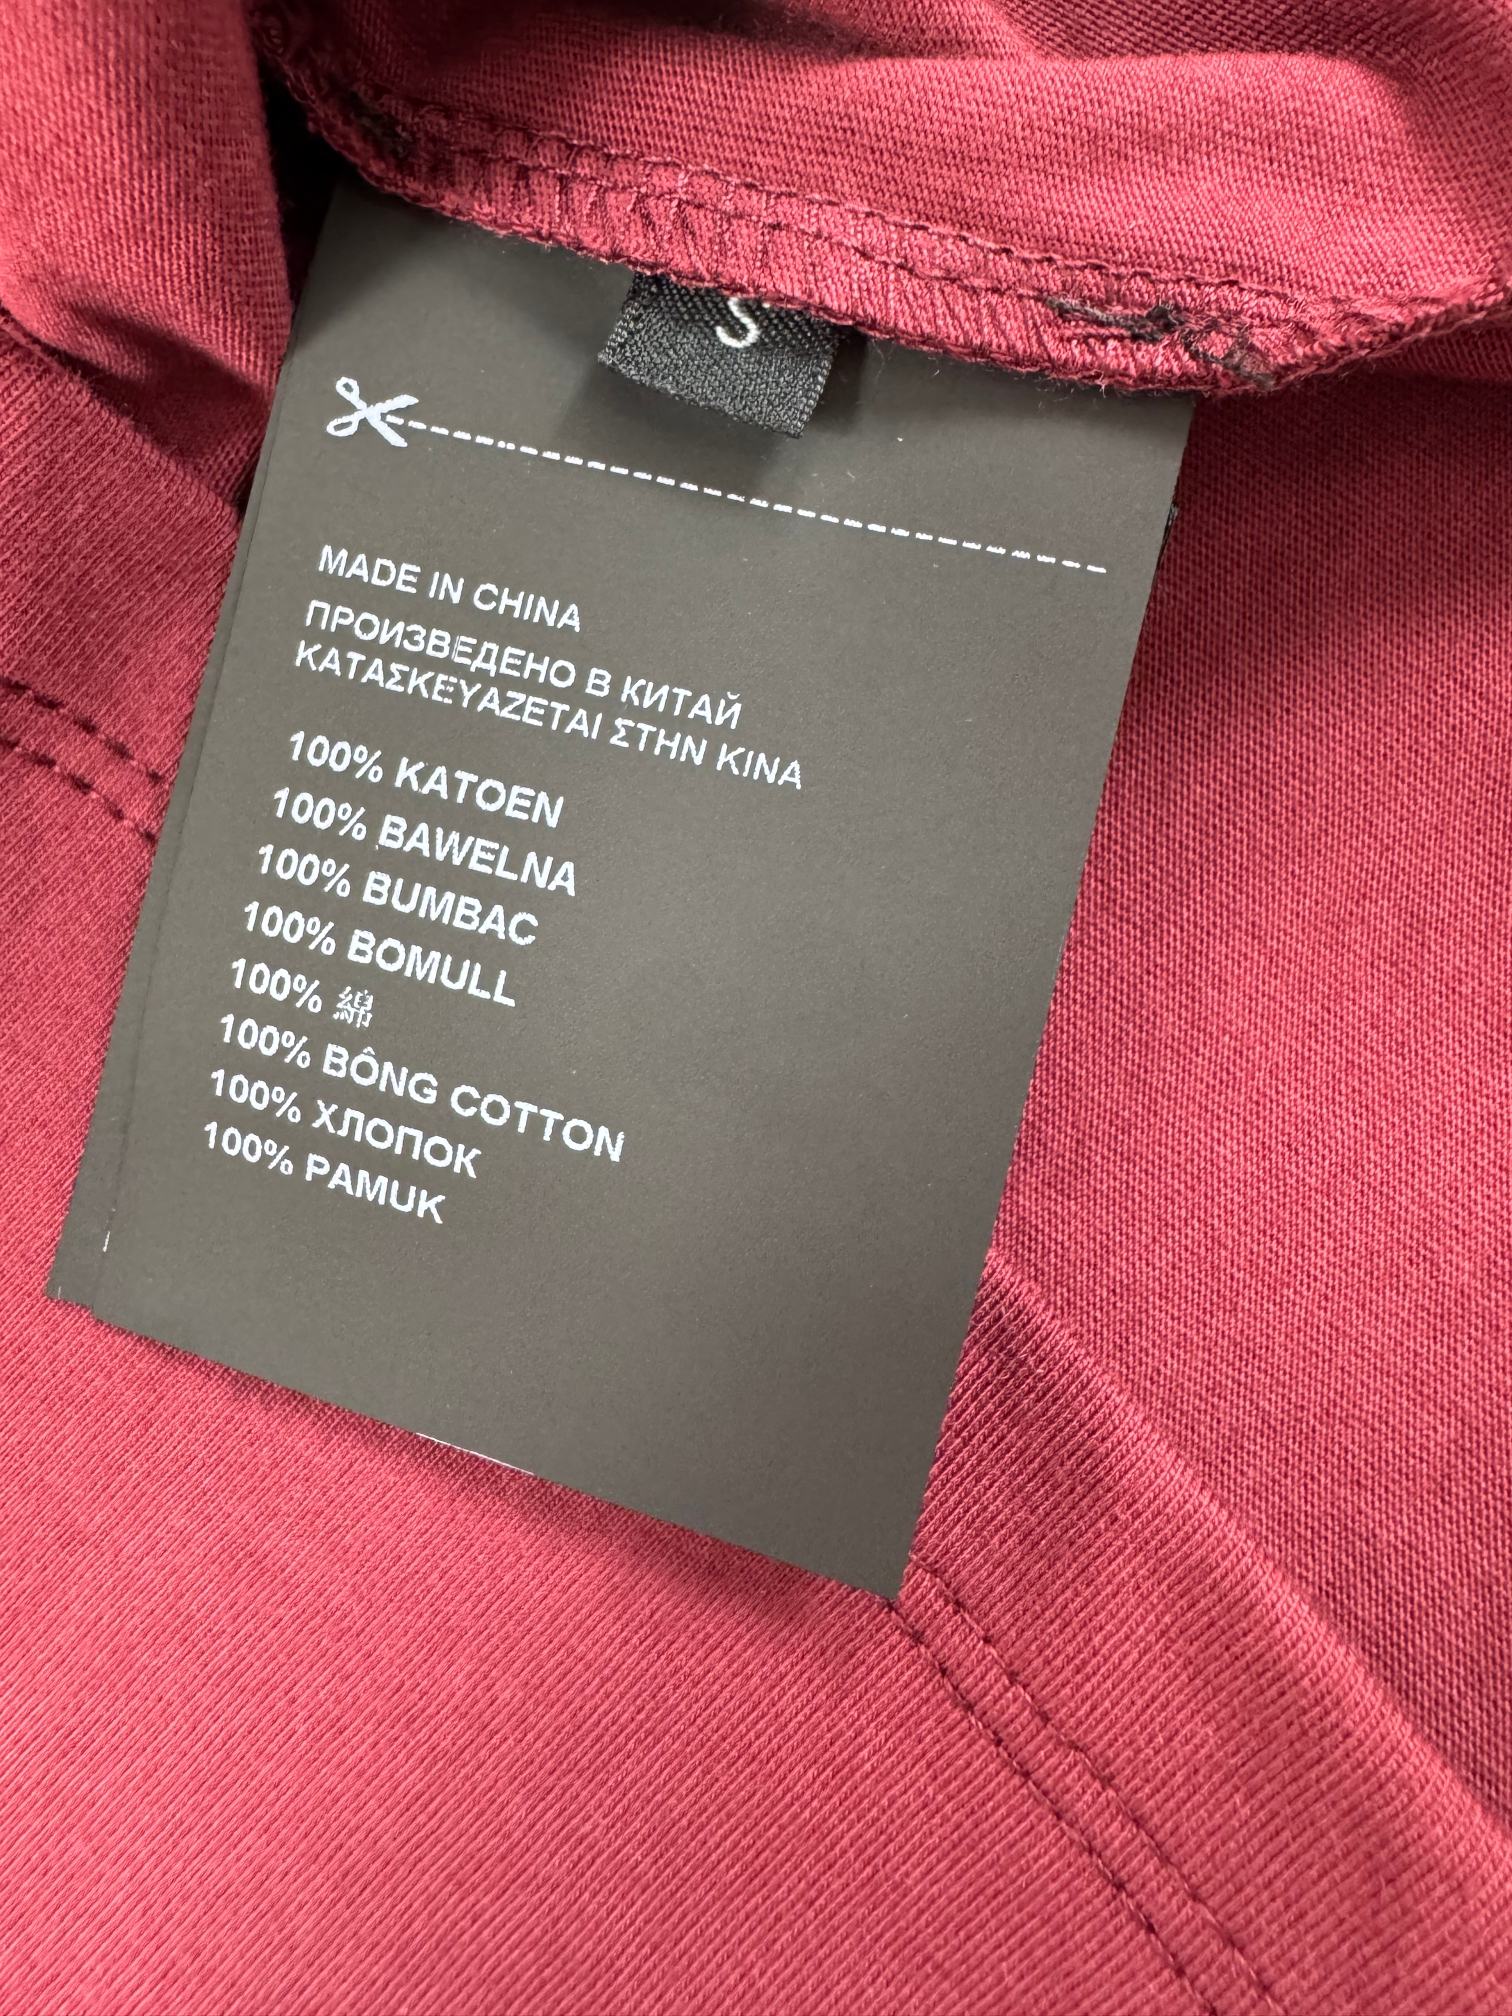 S
MADE IN CHINA
ПРОИЗВЕДЕНО В КИТАЙ
ΚΑΤΑΣΚΕΥΑΖΕΤΑΙ ΣΤΗΝ ΚΙΝΑ
100% KATOEN
100% BAWELNA
100% BUMBAC
100% BOMULL
100% 綿
100% BÔNG COTTON
100% ХЛОПОК
100% PAMUK